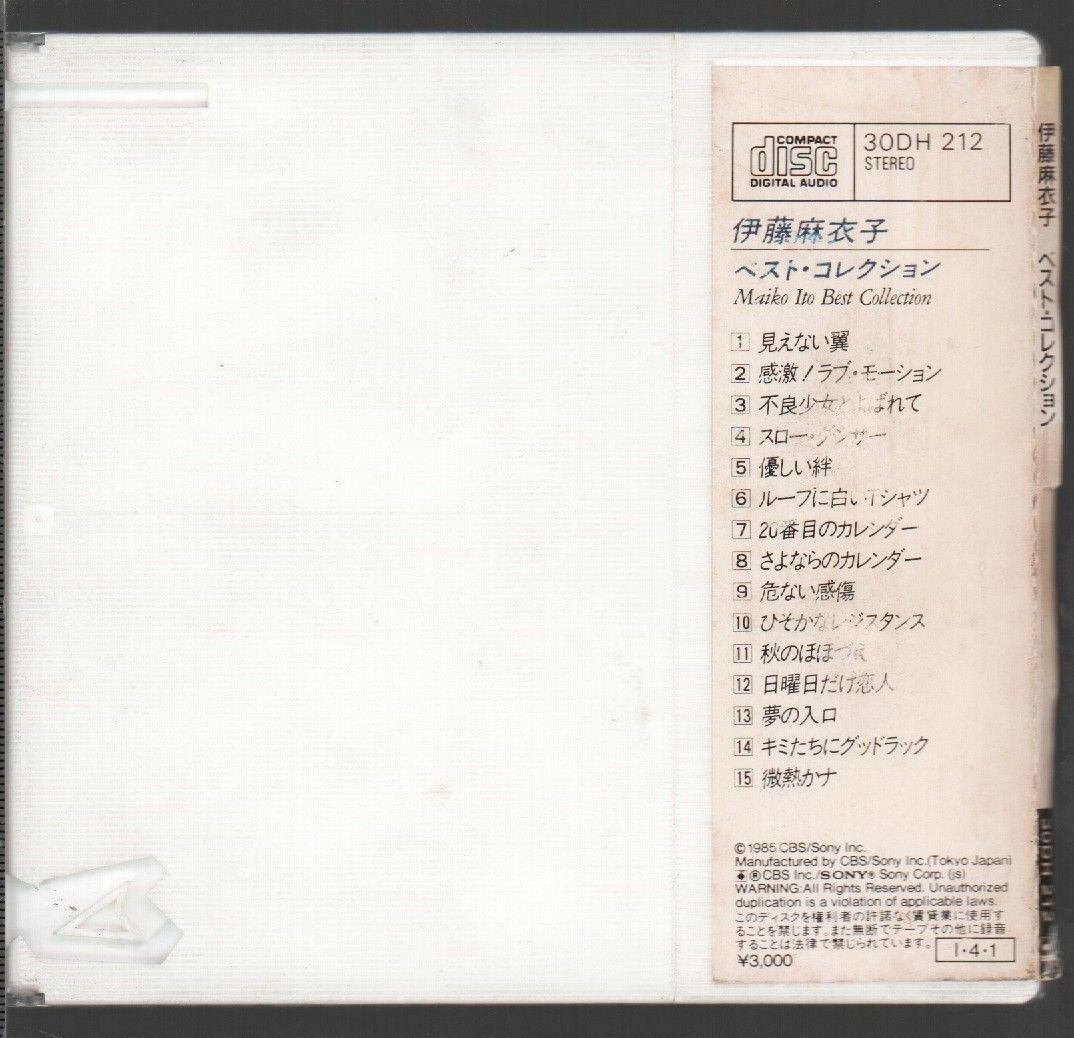 COMPACT
disc
DIGITAL AUDIO
30DH 212
STEREO
伊藤麻衣子
ベスト・コレクション
Maiko Ito Best Collection
1 見えない翼
2 感激!ラブ・モーション
3 不良少女とよばれて
4 スロー・ダンサー
5 優しい絆
6 ループに白いTシャツ
7 20番目のカレンダー
8 さよならのカレンダー
9 危ない感傷
10 ひそかなレジスタンス
11 秋のほほづえ
12 日曜日だけ恋人
13 夢の入口
14 キミたちにグッドラック
15 微熱かナ
©1985 CBS/Sony Inc.
Manufactured by CBS/Sony Inc.(Tokyo Japan)
®CBS Inc./SONY® Sony Corp. (js)
WARNING:All Rights Reserved. Unauthorized
duplication is a violation of applicable laws.
このディスクを権利者の許諾なく賃貸業に使用す
ることを禁じます。また無断でテープその他に録音
することは法律で禁じられています。
I・4・1
¥3,000
伊藤麻衣子 ベスト・コレクション